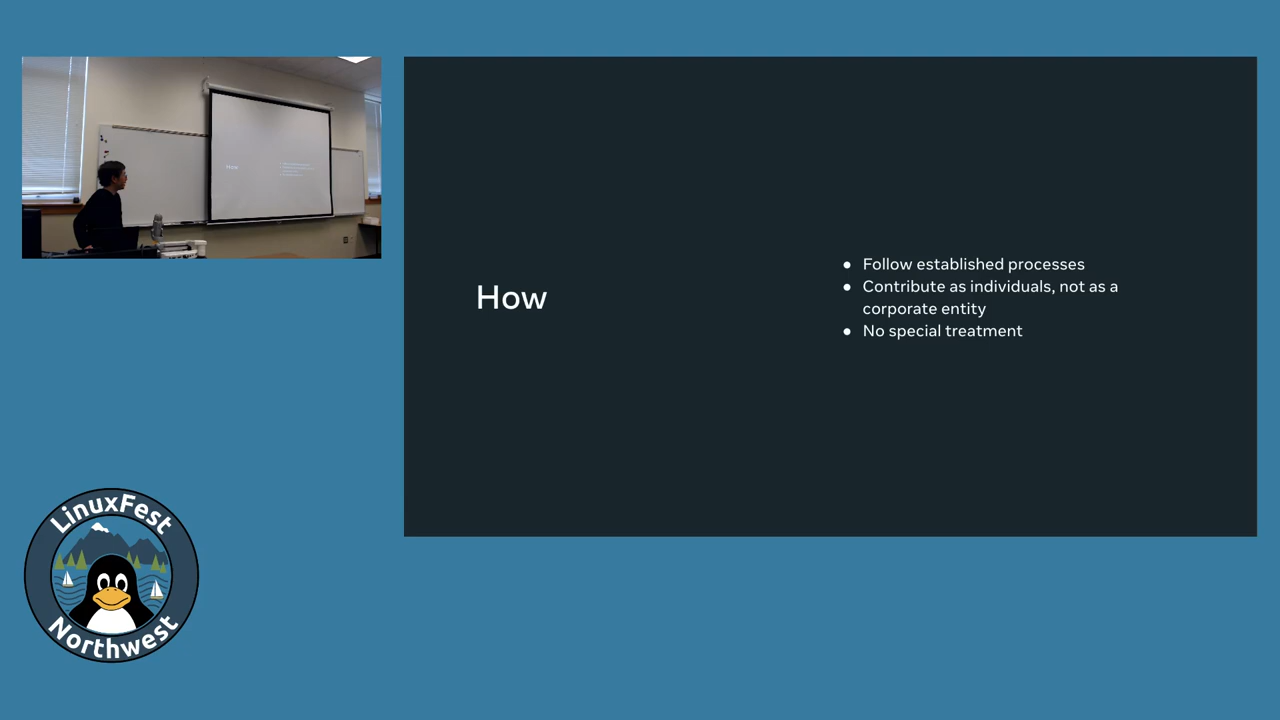 How
● Follow established processes
● Contribute as individuals, not as a
corporate entity
● No special treatment
LinuxFest
Northwest